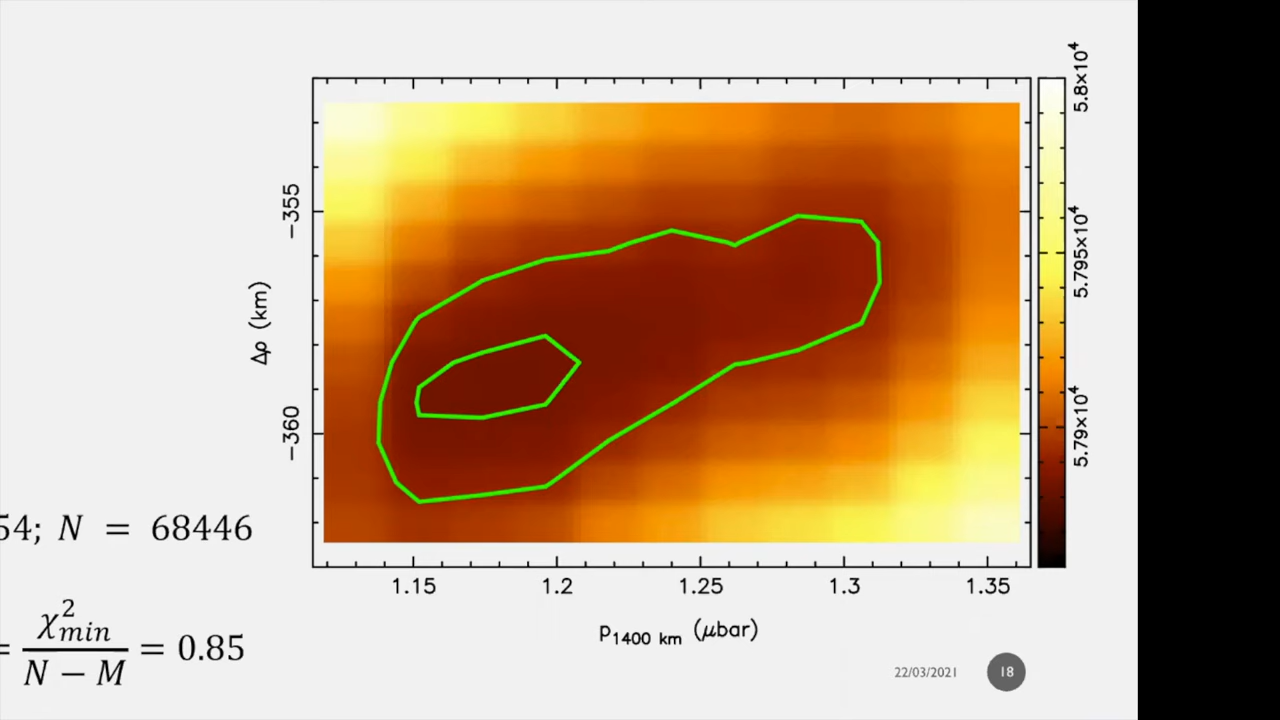 5.8×10⁴
−355
5.795×10⁴
Δρ (km)
−360
5.79×10⁴
54; N = 68446
1.15 1.2 1.25 1.3 1.35
p₁₄₀₀ ₖₘ (μbar)
= χ²min / N − M = 0.85
22/03/2021 18